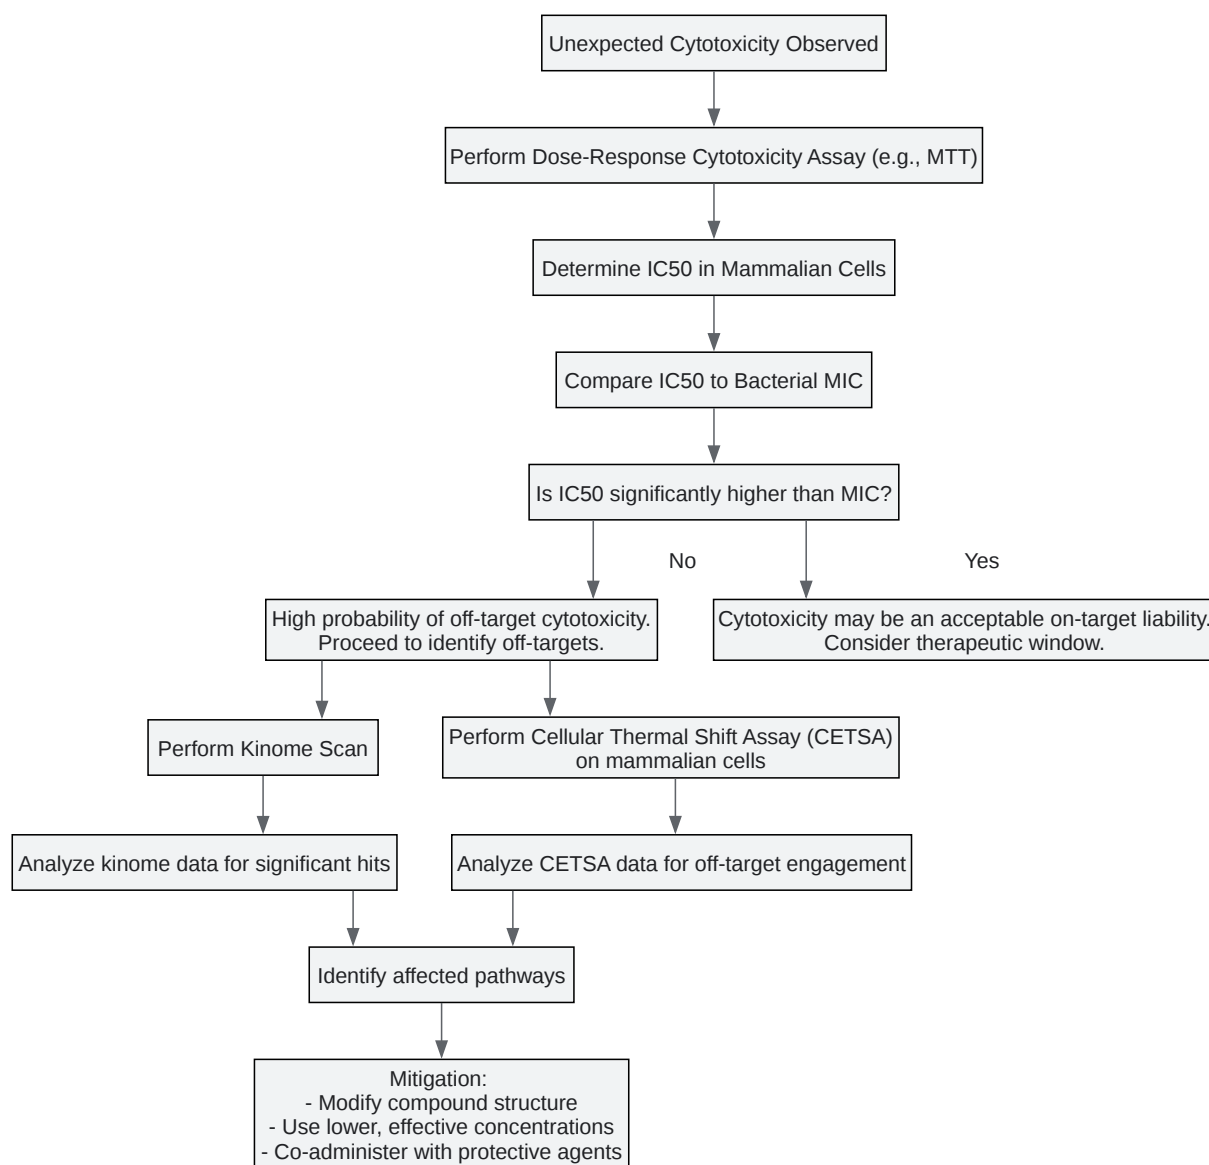 Unexpected Cytotoxicity Observed
Perform Dose-Response Cytotoxicity Assay (e.g., MTT)
Determine IC50 in Mammalian Cells
Compare IC50 to Bacterial MIC
Is IC50 significantly higher than MIC?
No
Yes
High probability of off-target cytotoxicity.
Proceed to identify off-targets.
Cytotoxicity may be an acceptable on-target liability.
Consider therapeutic window.
Perform Kinome Scan
Perform Cellular Thermal Shift Assay (CETSA)
on mammalian cells
Analyze kinome data for significant hits
Analyze CETSA data for off-target engagement
Identify affected pathways
Mitigation:
- Modify compound structure
- Use lower, effective concentrations
- Co-administer with protective agents